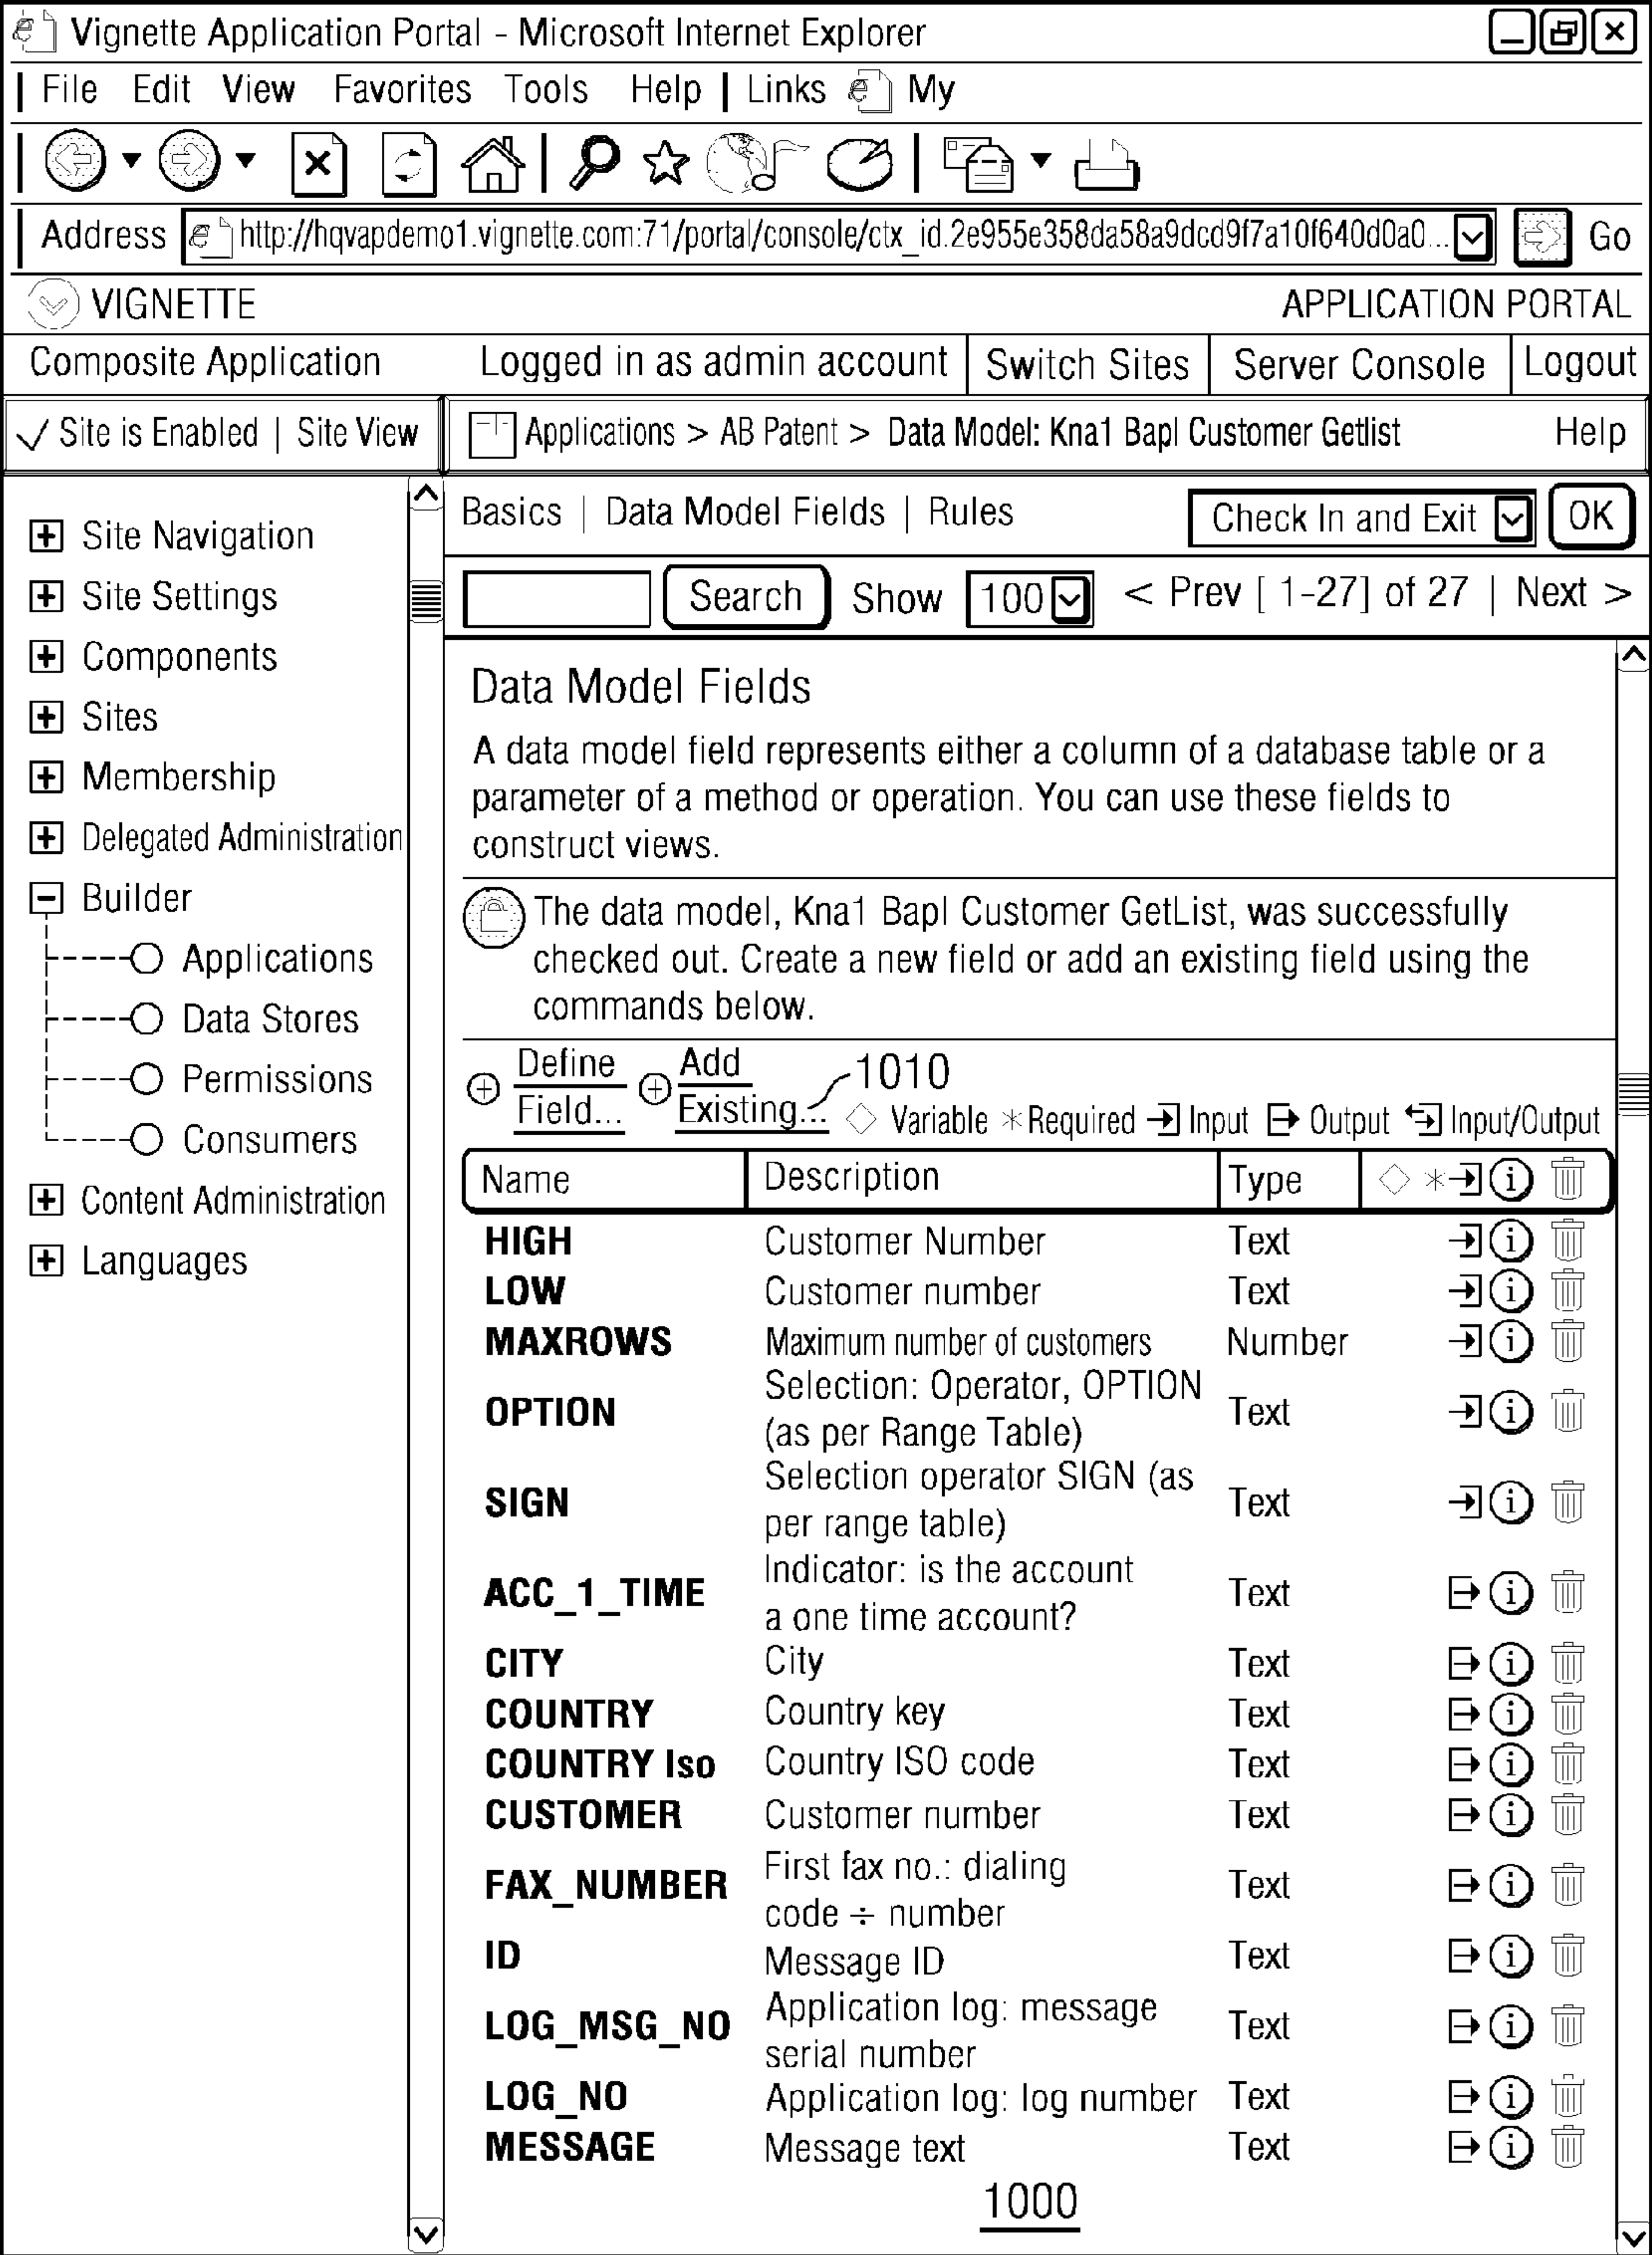 Vignette Application Portal - Microsoft Internet Explorer
File Edit View Favorites Tools Help | Links My
Address http://hqvapdemo1.vignette.com:71/portal/console/ctx_id.2e955e358da58a9dcd9f7a10f640d0a0... Go
VIGNETTE APPLICATION PORTAL
Composite Application Logged in as admin account Switch Sites Server Console Logout
Site is Enabled | Site View Applications > AB Patent > Data Model: Kna1 Bapl Customer Getlist Help
Site Navigation
Site Settings
Components
Sites
Membership
Delegated Administration
Builder
Applications
Data Stores
Permissions
Consumers
Content Administration
Languages
Basics | Data Model Fields | Rules Check In and Exit OK
Search Show 100 < Prev [ 1-27] of 27 | Next >
Data Model Fields
A data model field represents either a column of a database table or a
parameter of a method or operation. You can use these fields to
construct views.
The data model, Kna1 Bapl Customer GetList, was successfully
checked out. Create a new field or add an existing field using the
commands below.
Define Add 1010
Field... Existing... Variable *Required Input Output Input/Output
Name Description Type * i
HIGH Customer Number Text i
LOW Customer number Text i
MAXROWS Maximum number of customers Number i
OPTION Selection: Operator, OPTION Text i
(as per Range Table)
SIGN Selection operator SIGN (as Text i
per range table)
ACC_1_TIME Indicator: is the account Text i
a one time account?
CITY City Text i
COUNTRY Country key Text i
COUNTRY Iso Country ISO code Text i
CUSTOMER Customer number Text i
FAX_NUMBER First fax no.: dialing Text i
code ÷ number
ID Message ID Text i
LOG_MSG_NO Application log: message Text i
serial number
LOG_NO Application log: log number Text i
MESSAGE Message text Text i
1000